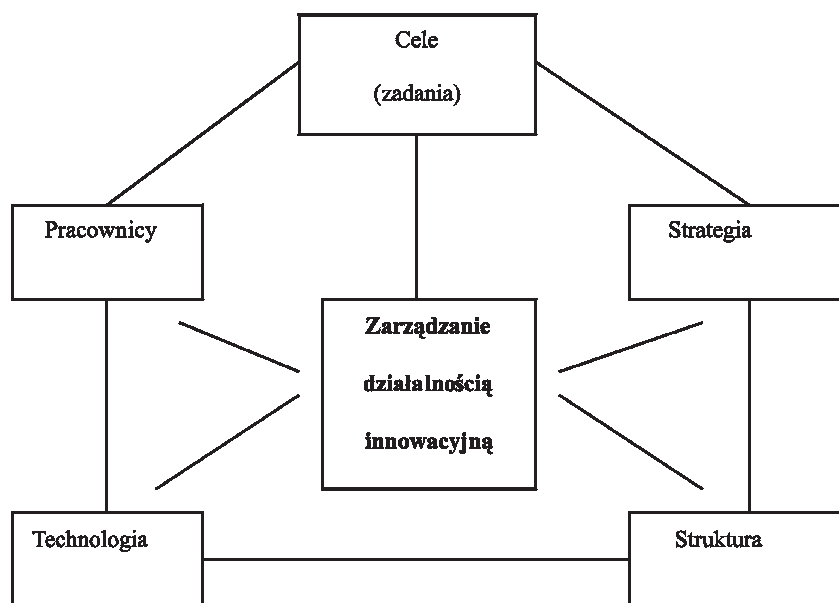 Cele
(zadania)
Pracownicy
Strategia
Zarządzanie
działalnością
innowacyjną
Technologia
Struktura